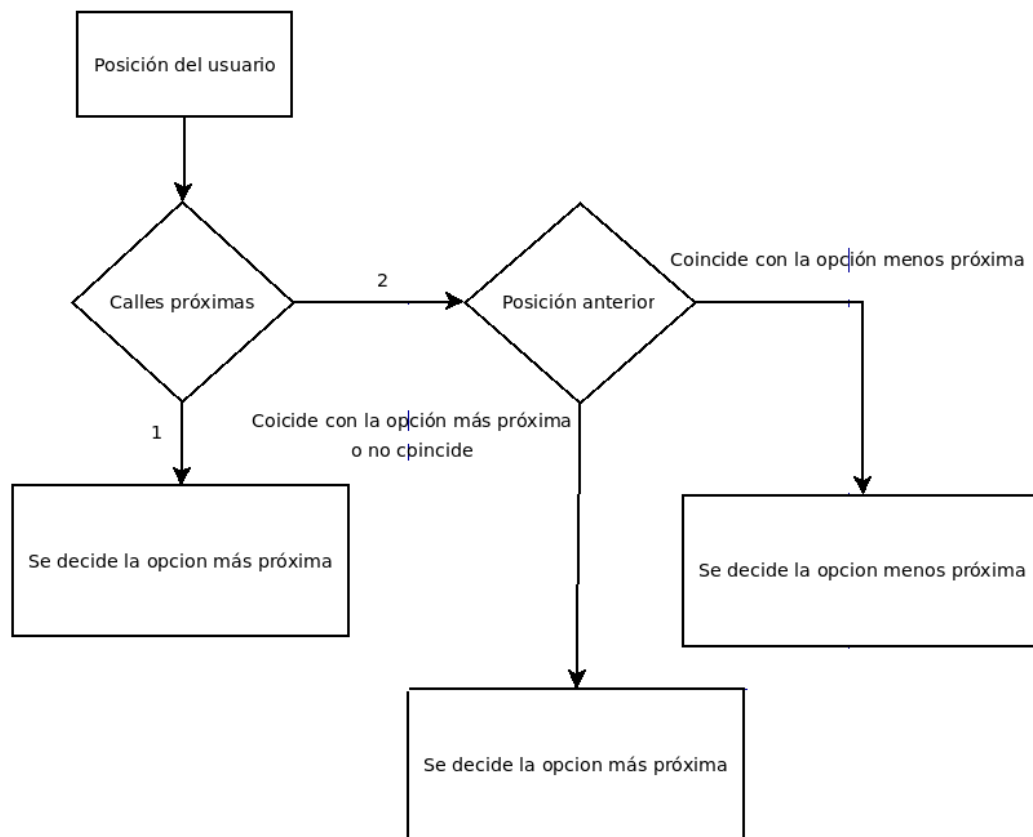 Posición del usuario
Coincide con la opción menos próxima
2
Calles próximas
Posición anterior
Coicide con la opción más próxima
o no coincide
1
Se decide la opcion más próxima
Se decide la opcion menos próxima
Se decide la opcion más próxima